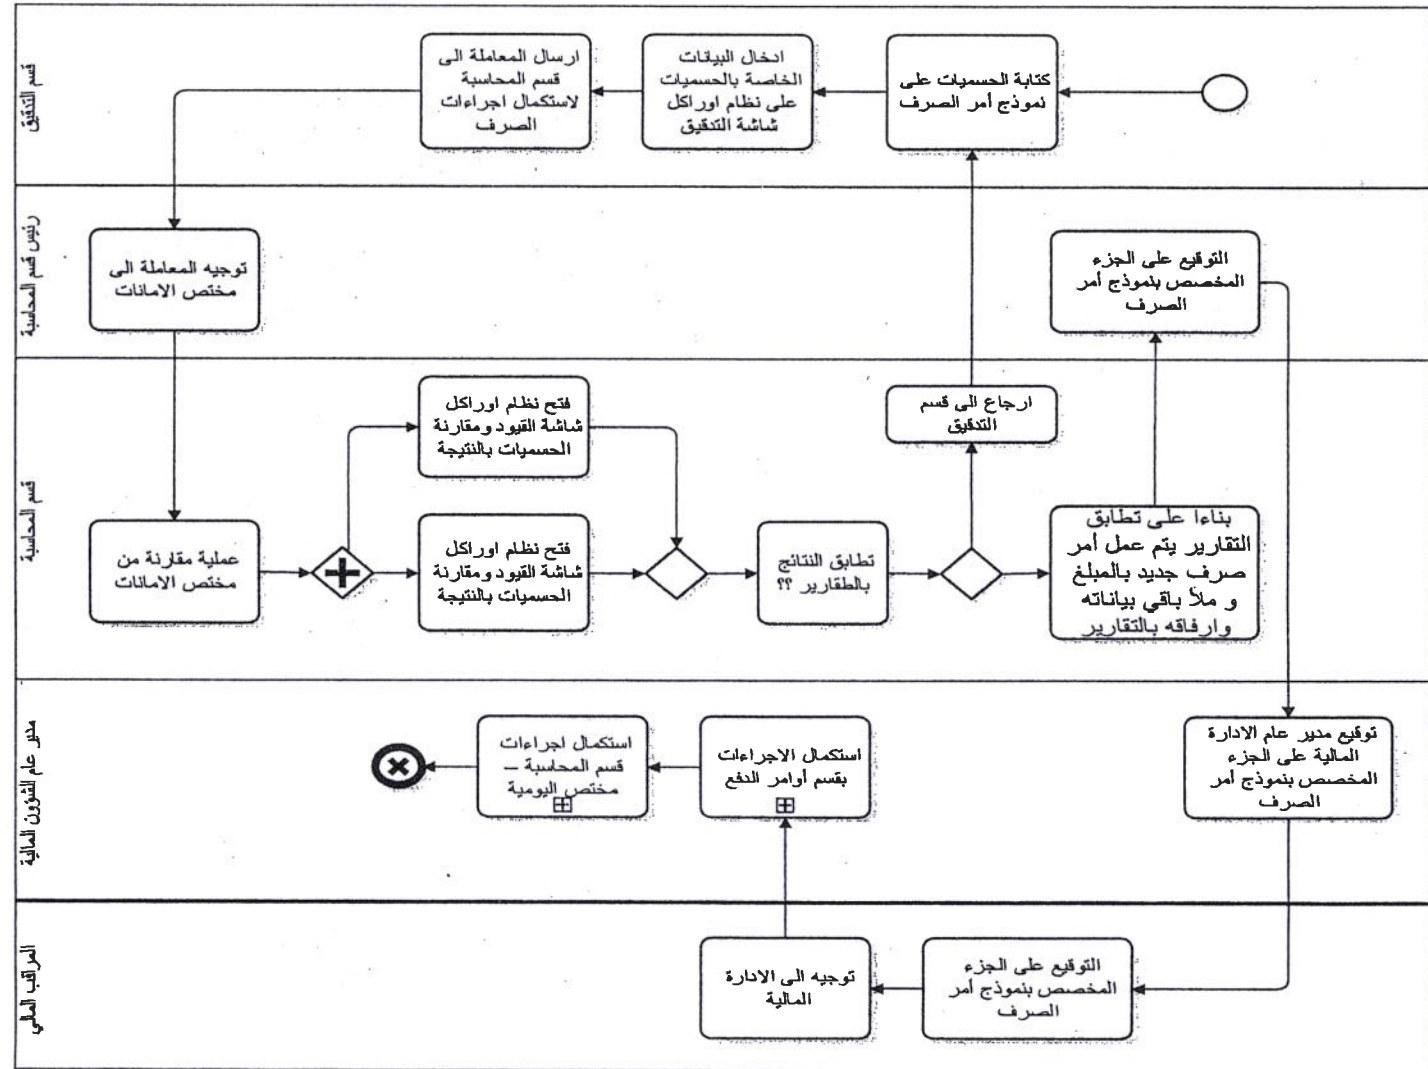 قسم التدقيق
كتابة الحسميات على
نموذج أمر الصرف
ادخال البيانات
الخاصة بالحسميات
على نظام اوراكل
شاشة التدقيق
ارسال المعاملة الى
قسم المحاسبة
لاستكمال اجراءات
الصرف
رئيس قسم المحاسبة
توجيه المعاملة الى
مختص الامانات
التوقيع على الجزء
المخصص بنموذج أمر
الصرف
قسم المحاسبة
عملية مقارنة من
مختص الامانات
فتح نظام اوراكل
شاشة القيود ومقارنة
الحسميات بالنتيجة
فتح نظام اوراكل
شاشة القيود ومقارنة
الحسميات بالنتيجة
تطابق النتائج
بالطقارير ؟؟
ارجاع الى قسم
التدقيق
بناءا على تطابق
التقارير يتم عمل أمر
صرف جديد بالمبلغ
و ملأ باقي بياناته
وارفاقه بالتقارير
مدير عام الشؤون المالية
توقيع مدير عام الادارة
المالية على الجزء
المخصص بنموذج أمر
الصرف
استكمال الاجراءات
بقسم أوامر الدفع
استكمال اجراءات
قسم المحاسبة –
مختص اليومية
المراقب المالي
التوقيع على الجزء
المخصص بنموذج أمر
الصرف
توجيه الى الادارة
المالية